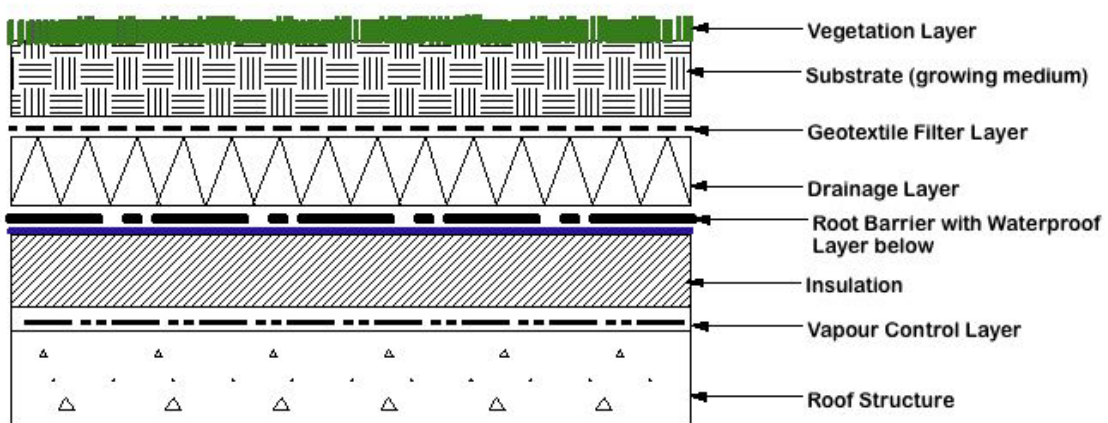 Vegetation Layer
Substrate (growing medium)
Geotextile Filter Layer
Drainage Layer
Root Barrier with Waterproof
Layer below
Insulation
Vapour Control Layer
Roof Structure